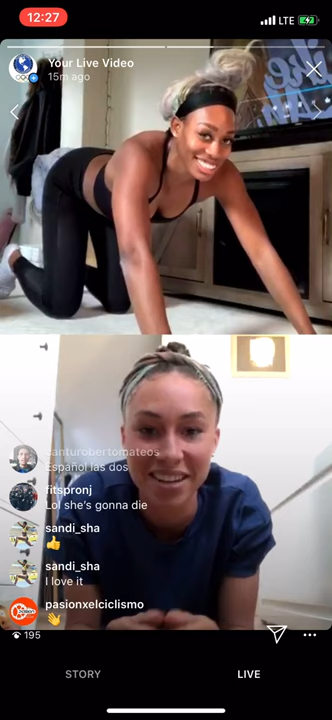 12:27
LTE
Your Live Video
15m ago
canturobertomateos
Español las dos
fitspronj
Lol she's gonna die
sandi_sha
👍
sandi_sha
I love it
pasionxelciclismo
👋
195
STORY
LIVE